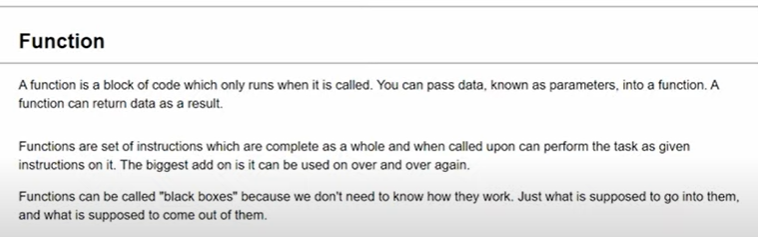 Function
A function is a block of code which only runs when it is called. You can pass data, known as parameters, into a function. A
function can return data as a result.
Functions are set of instructions which are complete as a whole and when called upon can perform the task as given
instructions on it. The biggest add on is it can be used on over and over again.
Functions can be called "black boxes" because we don't need to know how they work. Just what is supposed to go into them,
and what is supposed to come out of them.